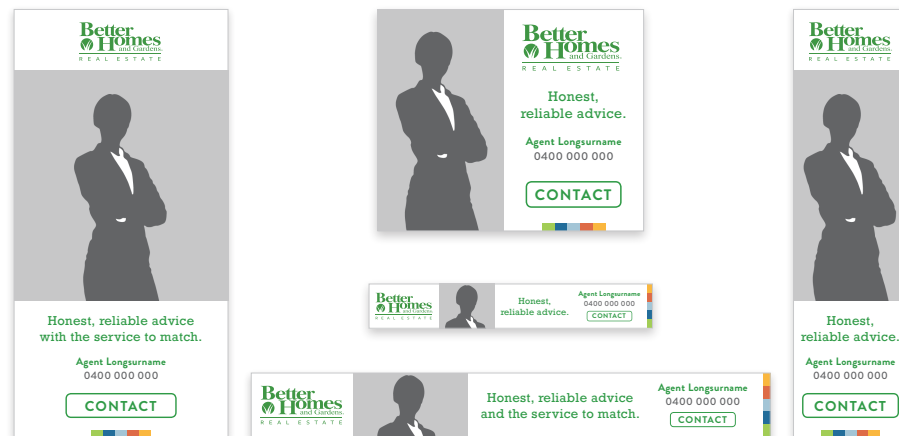 Better
Homes
and Gardens.
REAL ESTATE
Honest, reliable advice
with the service to match.
Agent Longsurname
0400 000 000
CONTACT
Better
Homes
and Gardens.
REAL ESTATE
Honest,
reliable advice.
Agent Longsurname
0400 000 000
CONTACT
Better
Homes
and Gardens.
REAL ESTATE
Honest,
reliable advice.
Agent Longsurname
0400 000 000
CONTACT
Better
Homes
and Gardens.
REAL ESTATE
Honest, reliable advice
and the service to match.
Agent Longsurname
0400 000 000
CONTACT
Better
Homes
and Gardens.
REAL ESTATE
Honest,
reliable advice.
Agent Longsurname
0400 000 000
CONTACT